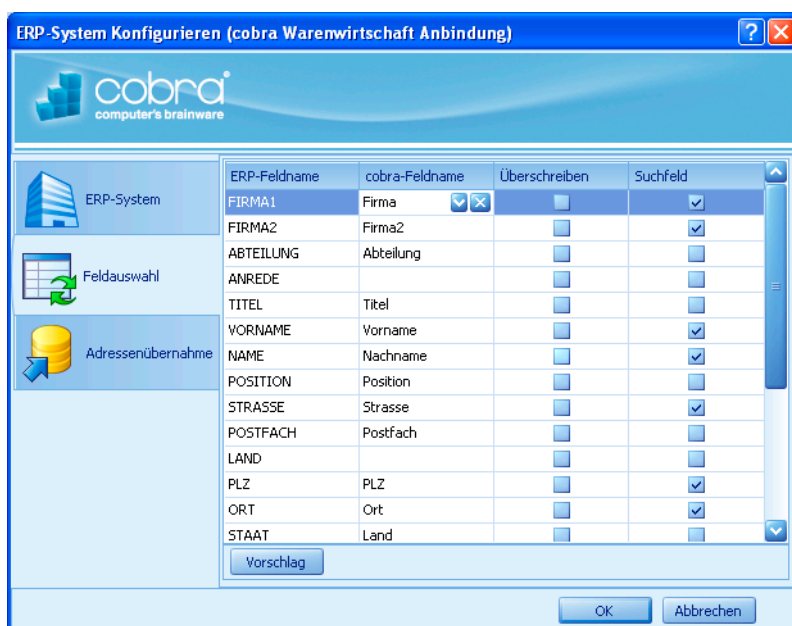 ERP-System Konfigurieren (cobra Warenwirtschaft Anbindung)
cobra
computer's brainware
ERP-System
Feldauswahl
Adressenübernahme
ERP-Feldname cobra-Feldname Überschreiben Suchfeld
FIRMA1 Firma
FIRMA2 Firma2
ABTEILUNG Abteilung
ANREDE
TITEL Titel
VORNAME Vorname
NAME Nachname
POSITION Position
STRASSE Strasse
POSTFACH Postfach
LAND
PLZ PLZ
ORT Ort
STAAT Land
Vorschlag
OK Abbrechen